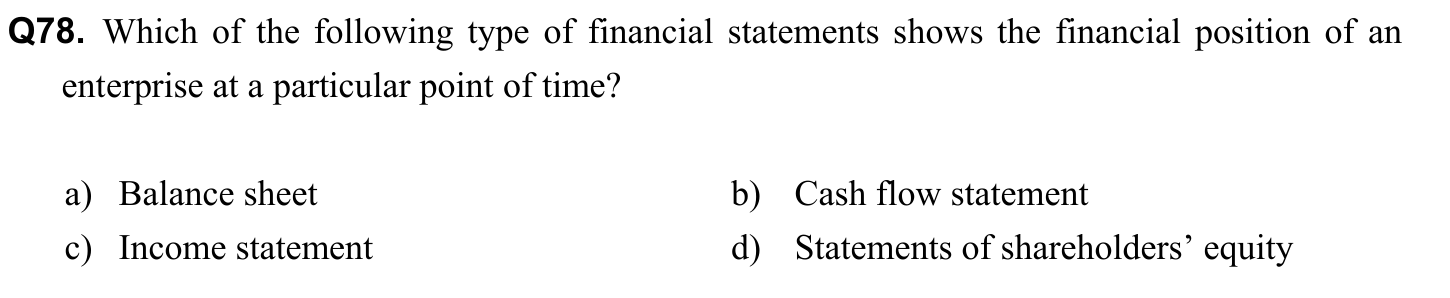 Q78. Which of the following type of financial statements shows the financial position of an
enterprise at a particular point of time?
a) Balance sheet b) Cash flow statement
c) Income statement d) Statements of shareholders’ equity